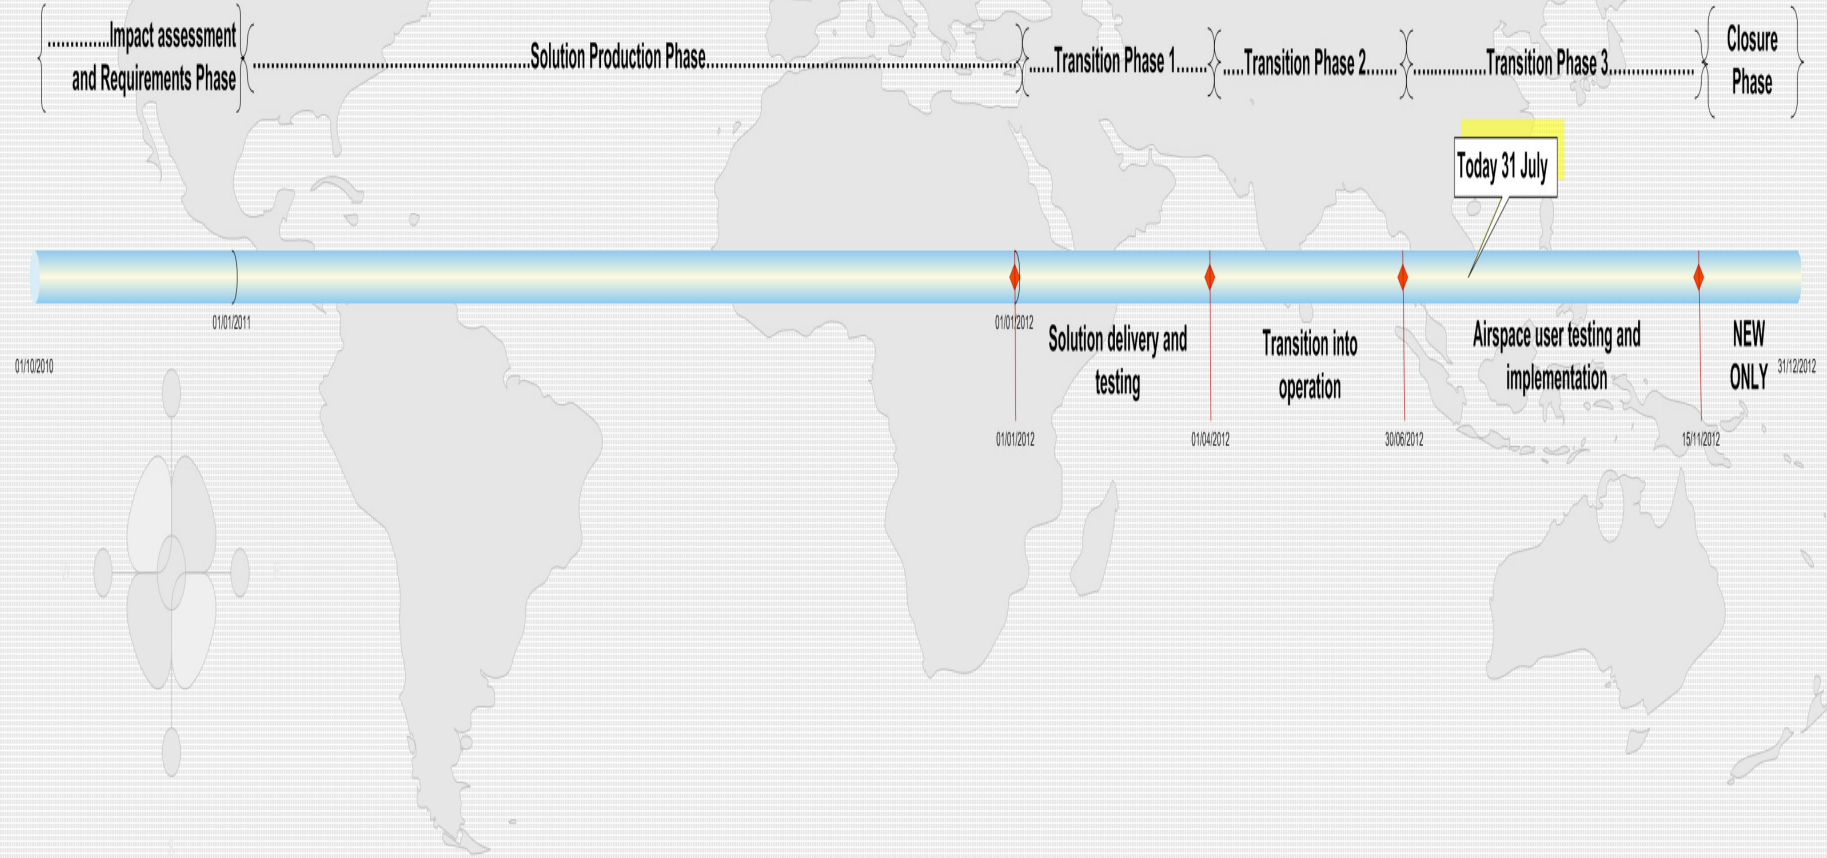 .............Impact assessment
and Requirements Phase
Solution Production Phase
Transition Phase 1
Transition Phase 2
Transition Phase 3
Closure
Phase
Today 31 July
01/01/2011
01/01/2012
01/10/2010
Solution delivery and
testing
Transition into
operation
Airspace user testing and
implementation
NEW
ONLY
31/12/2012
01/01/2012
01/04/2012
30/06/2012
15/11/2012